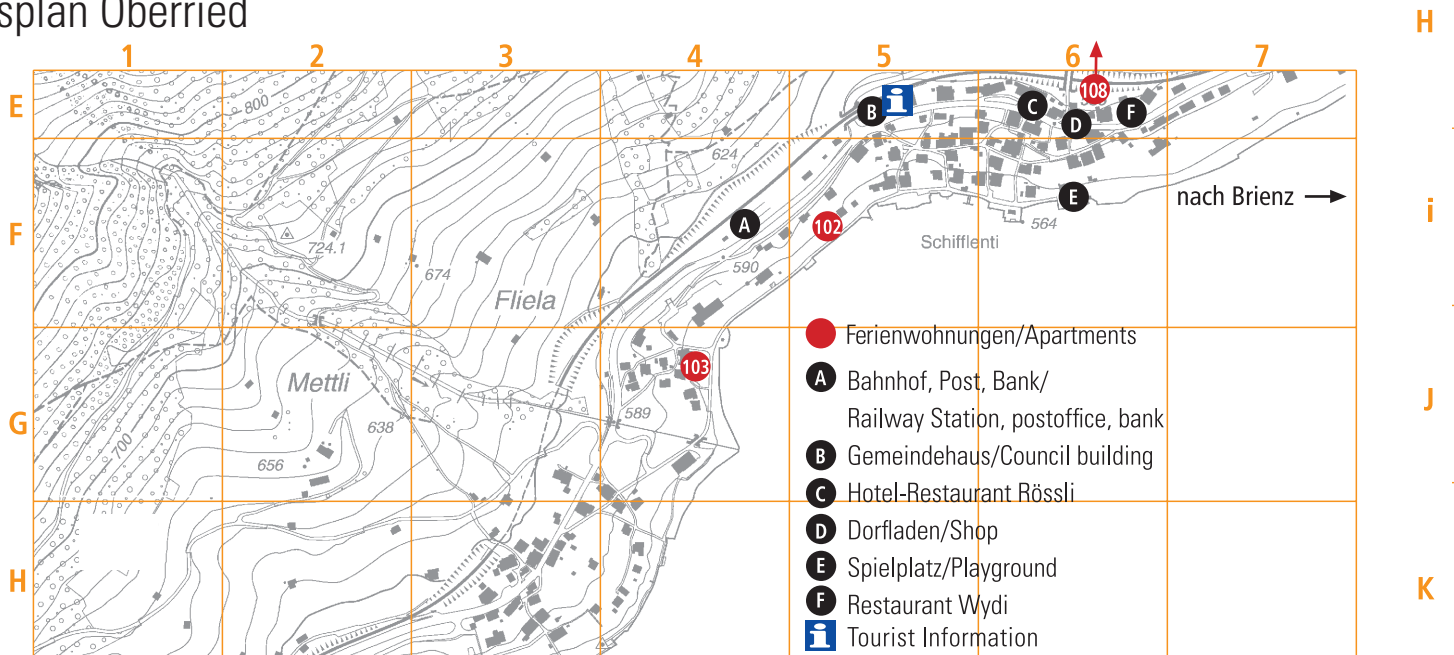 splan Oberried
H
1 2 3 4 5 6 7
108
E
800
B
i
C
D
F
624
nach Brienz
i
F
724.1
674
Fliela
A
102
590
E
564
Schifflenti
Ferienwohnungen/Apartments
103
Mettli
A Bahnhof, Post, Bank/
Railway Station, postoffice, bank
J
G
700
638
589
656
B Gemeindehaus/Council building
C Hotel-Restaurant Rössli
D Dorfladen/Shop
E Spielplatz/Playground
H
K
F Restaurant Wydi
i Tourist Information